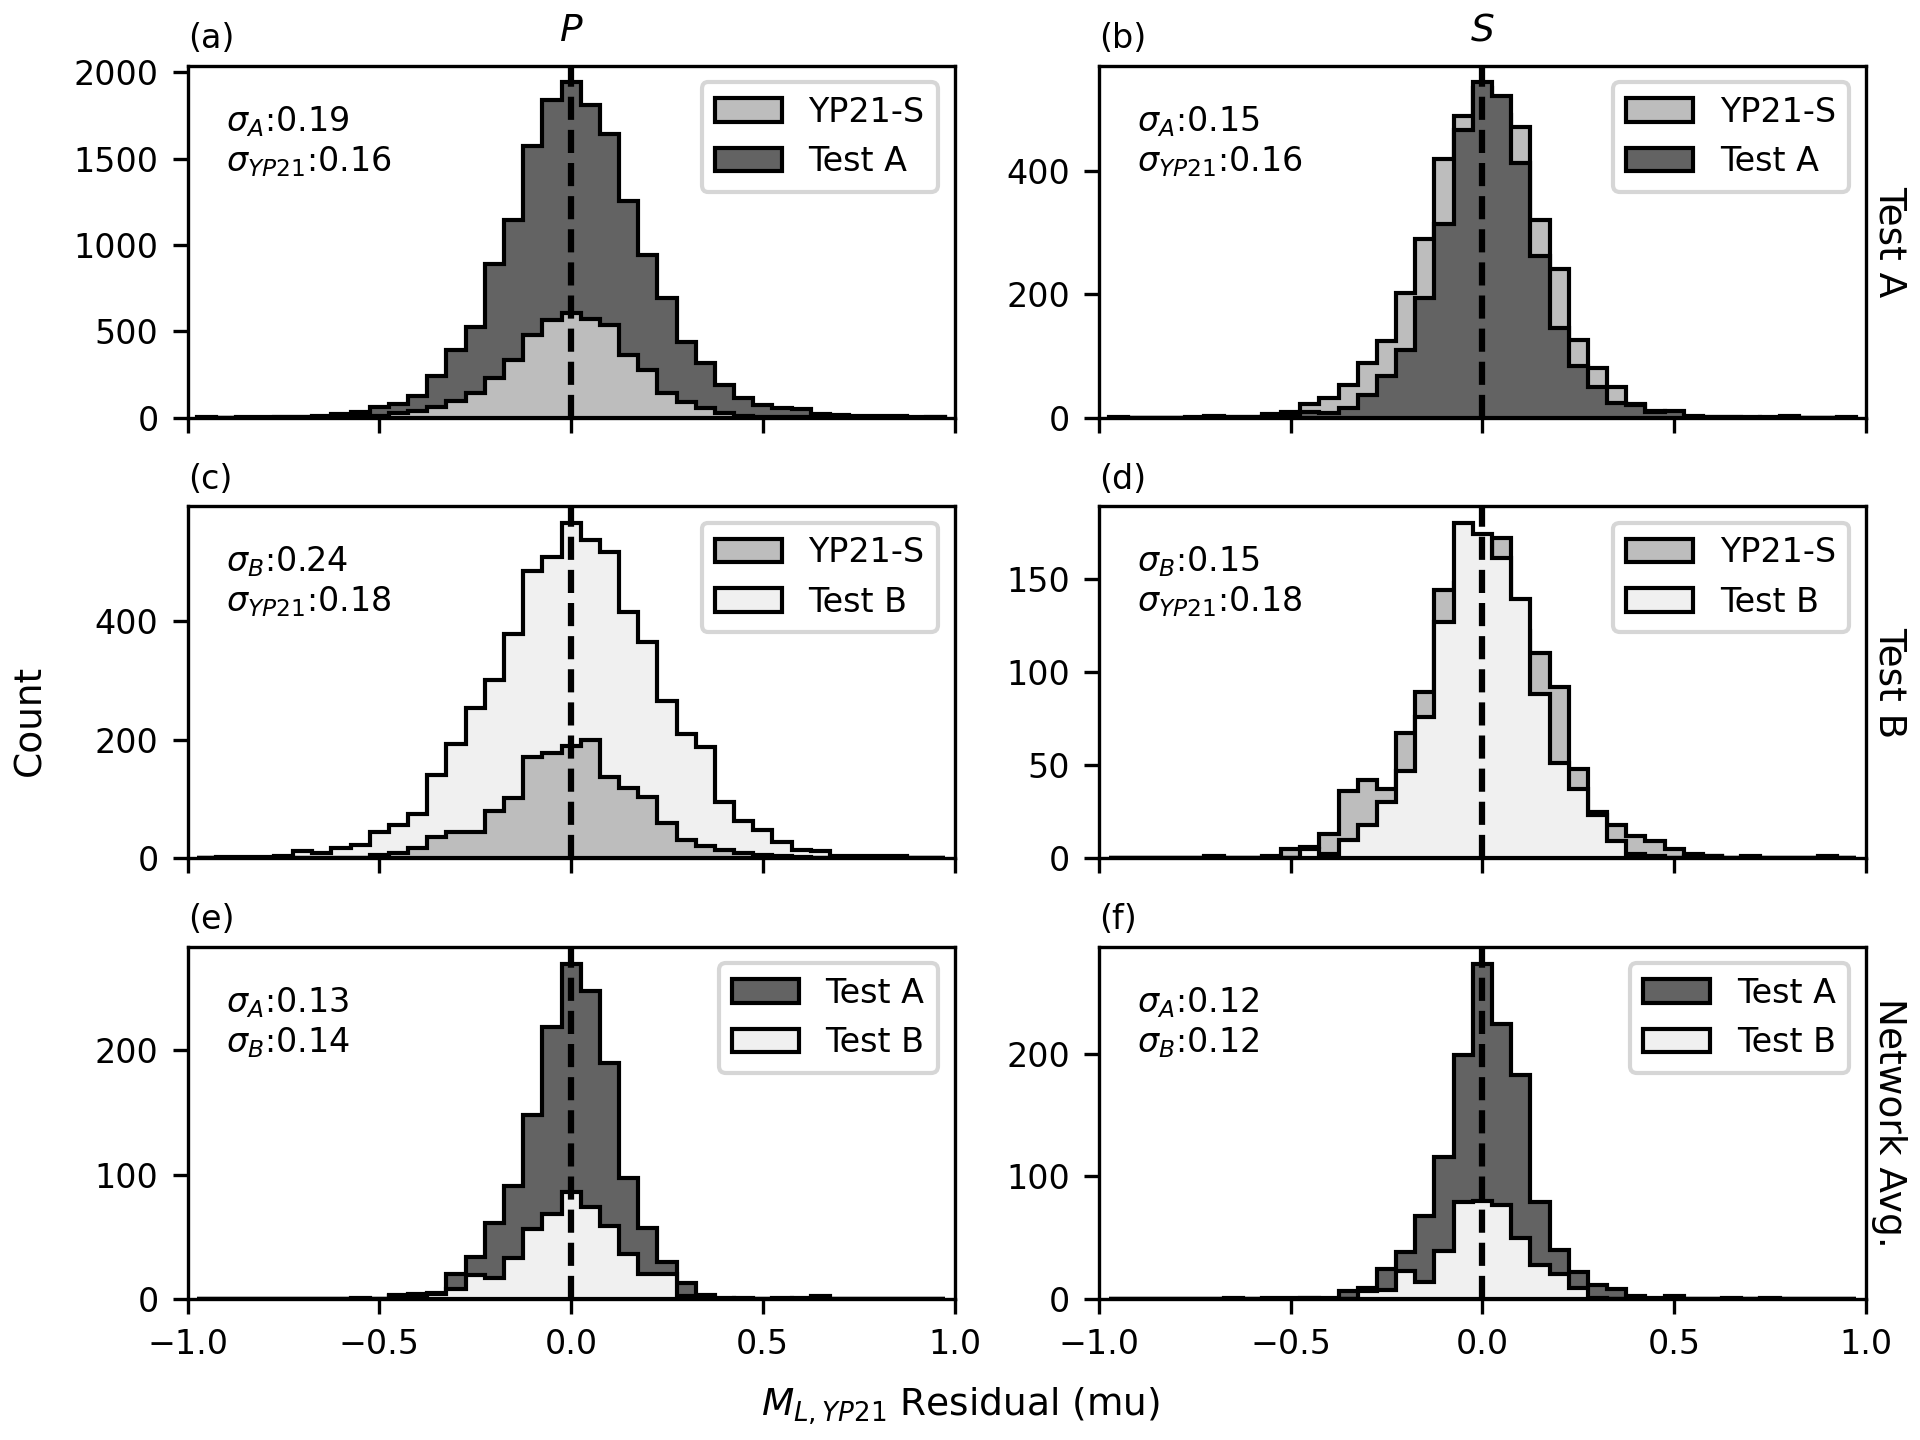 P
S
(a)
2000
1500
1000
500
0
σA:0.19
σYP21:0.16
YP21-S
Test A
(b)
400
200
0
σA:0.15
σYP21:0.16
YP21-S
Test A
Test A
(c)
400
200
0
σB:0.24
σYP21:0.18
YP21-S
Test B
(d)
150
100
50
0
σB:0.15
σYP21:0.18
YP21-S
Test B
Test B
Count
(e)
200
100
0
σA:0.13
σB:0.14
Test A
Test B
−1.0 −0.5 0.0 0.5 1.0
(f)
200
100
0
σA:0.12
σB:0.12
Test A
Test B
−1.0 −0.5 0.0 0.5 1.0
Network Avg.
ML, YP21 Residual (mu)